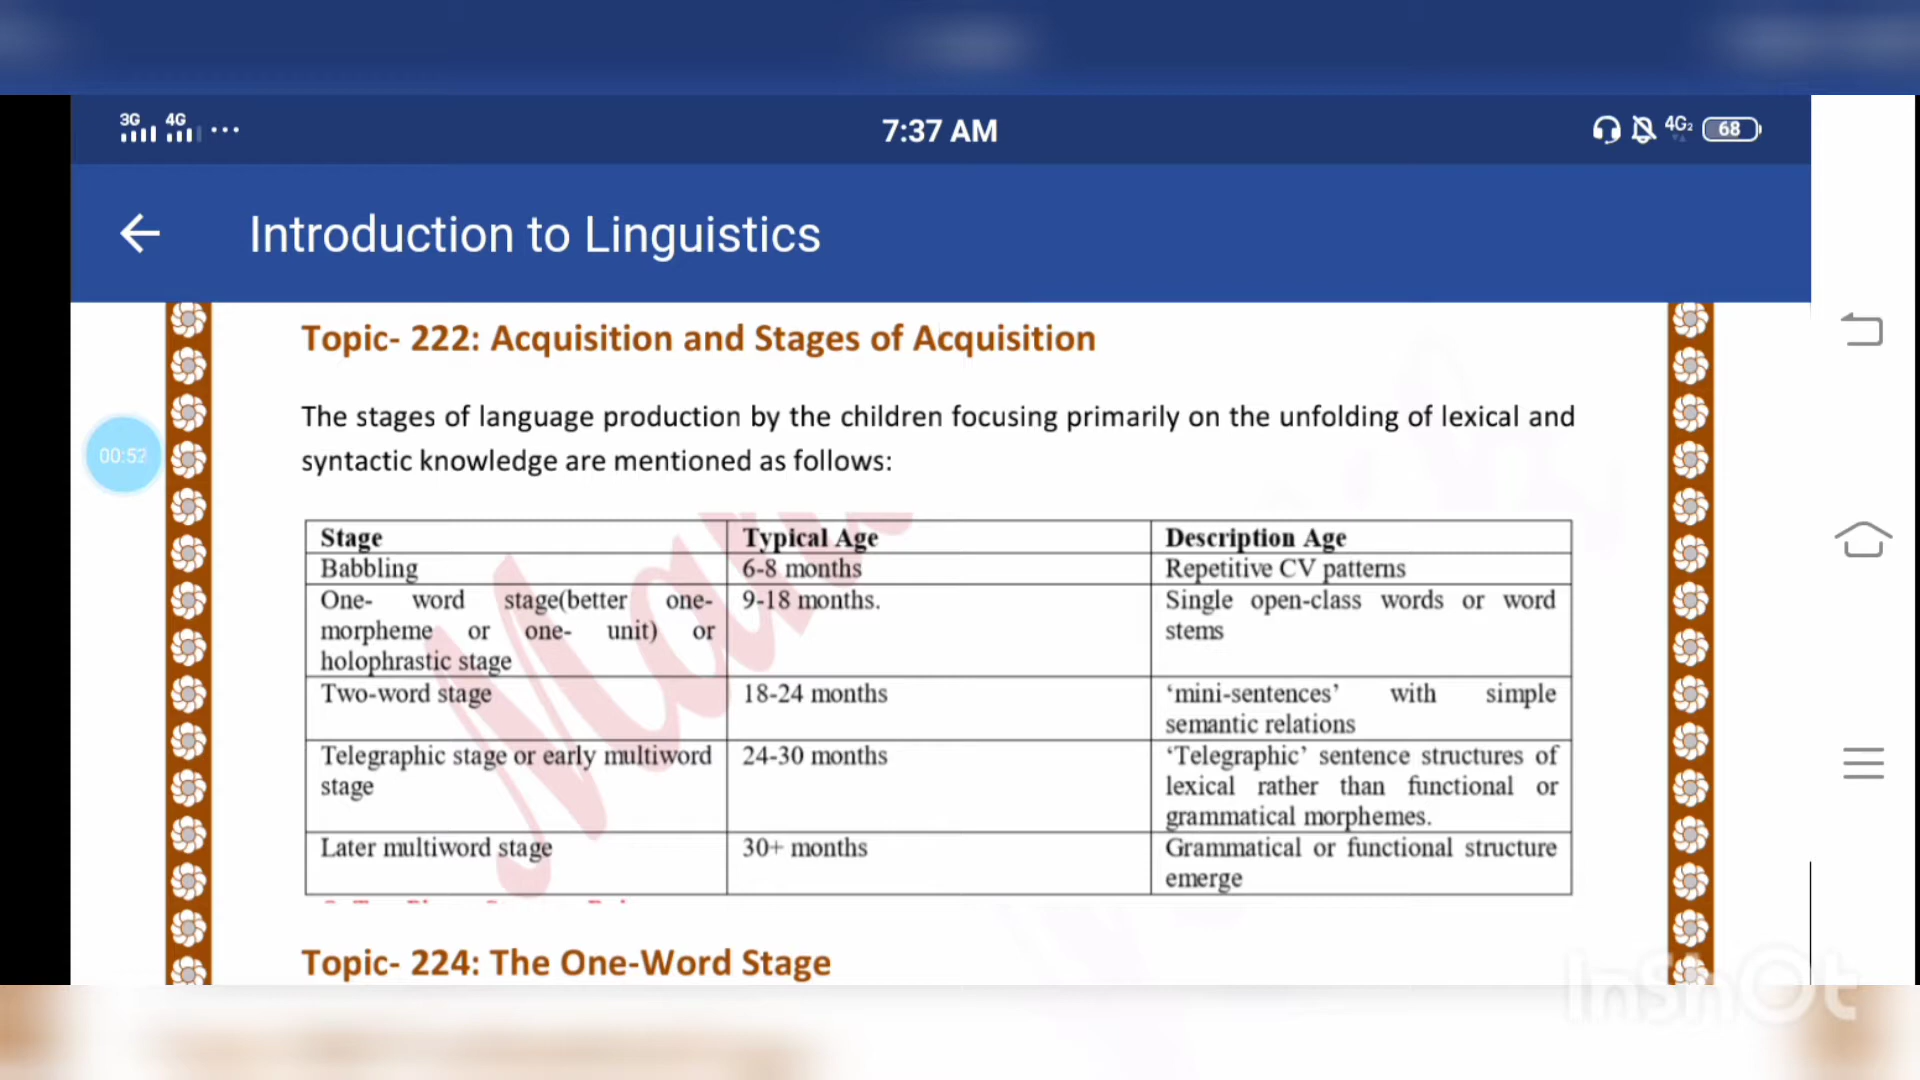 3G 4G
7:37 AM
4G2 68
Introduction to Linguistics
Topic- 222: Acquisition and Stages of Acquisition
00:52
The stages of language production by the children focusing primarily on the unfolding of lexical and
syntactic knowledge are mentioned as follows:
Stage Typical Age Description Age
Babbling 6-8 months Repetitive CV patterns
One- word stage(better one- 9-18 months. Single open-class words or word
morpheme or one- unit) or stems
holophrastic stage
Two-word stage 18-24 months ‘mini-sentences’ with simple
semantic relations
Telegraphic stage or early multiword 24-30 months ‘Telegraphic’ sentence structures of
stage lexical rather than functional or
grammatical morphemes.
Later multiword stage 30+ months Grammatical or functional structure
emerge
Topic- 224: The One-Word Stage
InShOt